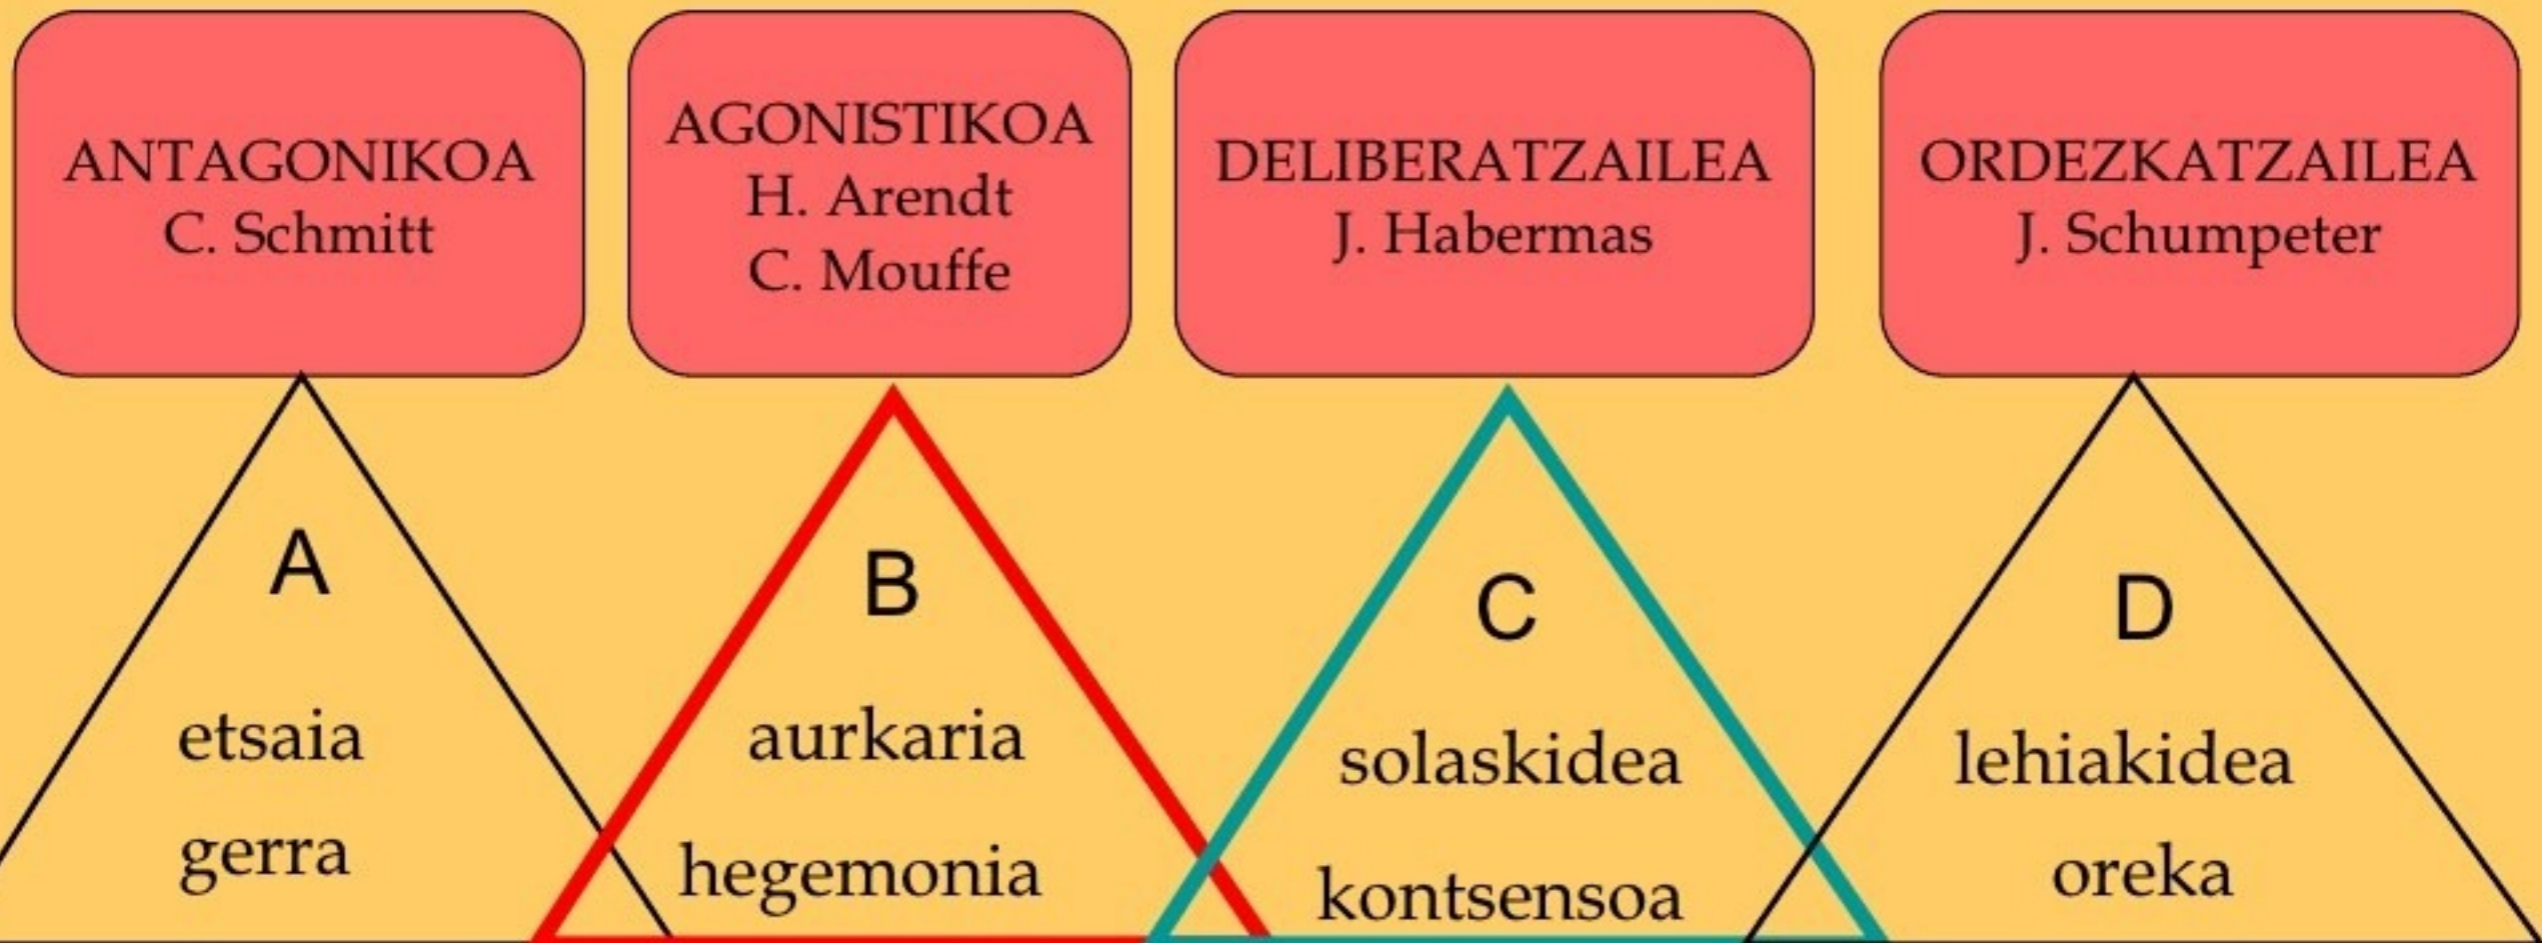 ANTAGONIKOA
C. Schmitt
AGONISTIKOA
H. Arendt
C. Mouffe
DELIBERATZAILEA
J. Habermas
ORDEZKATZAILEA
J. Schumpeter
A
etsaia
gerra
B
aurkaria
hegemonia
C
solaskidea
kontsensoa
D
lehiakidea
oreka